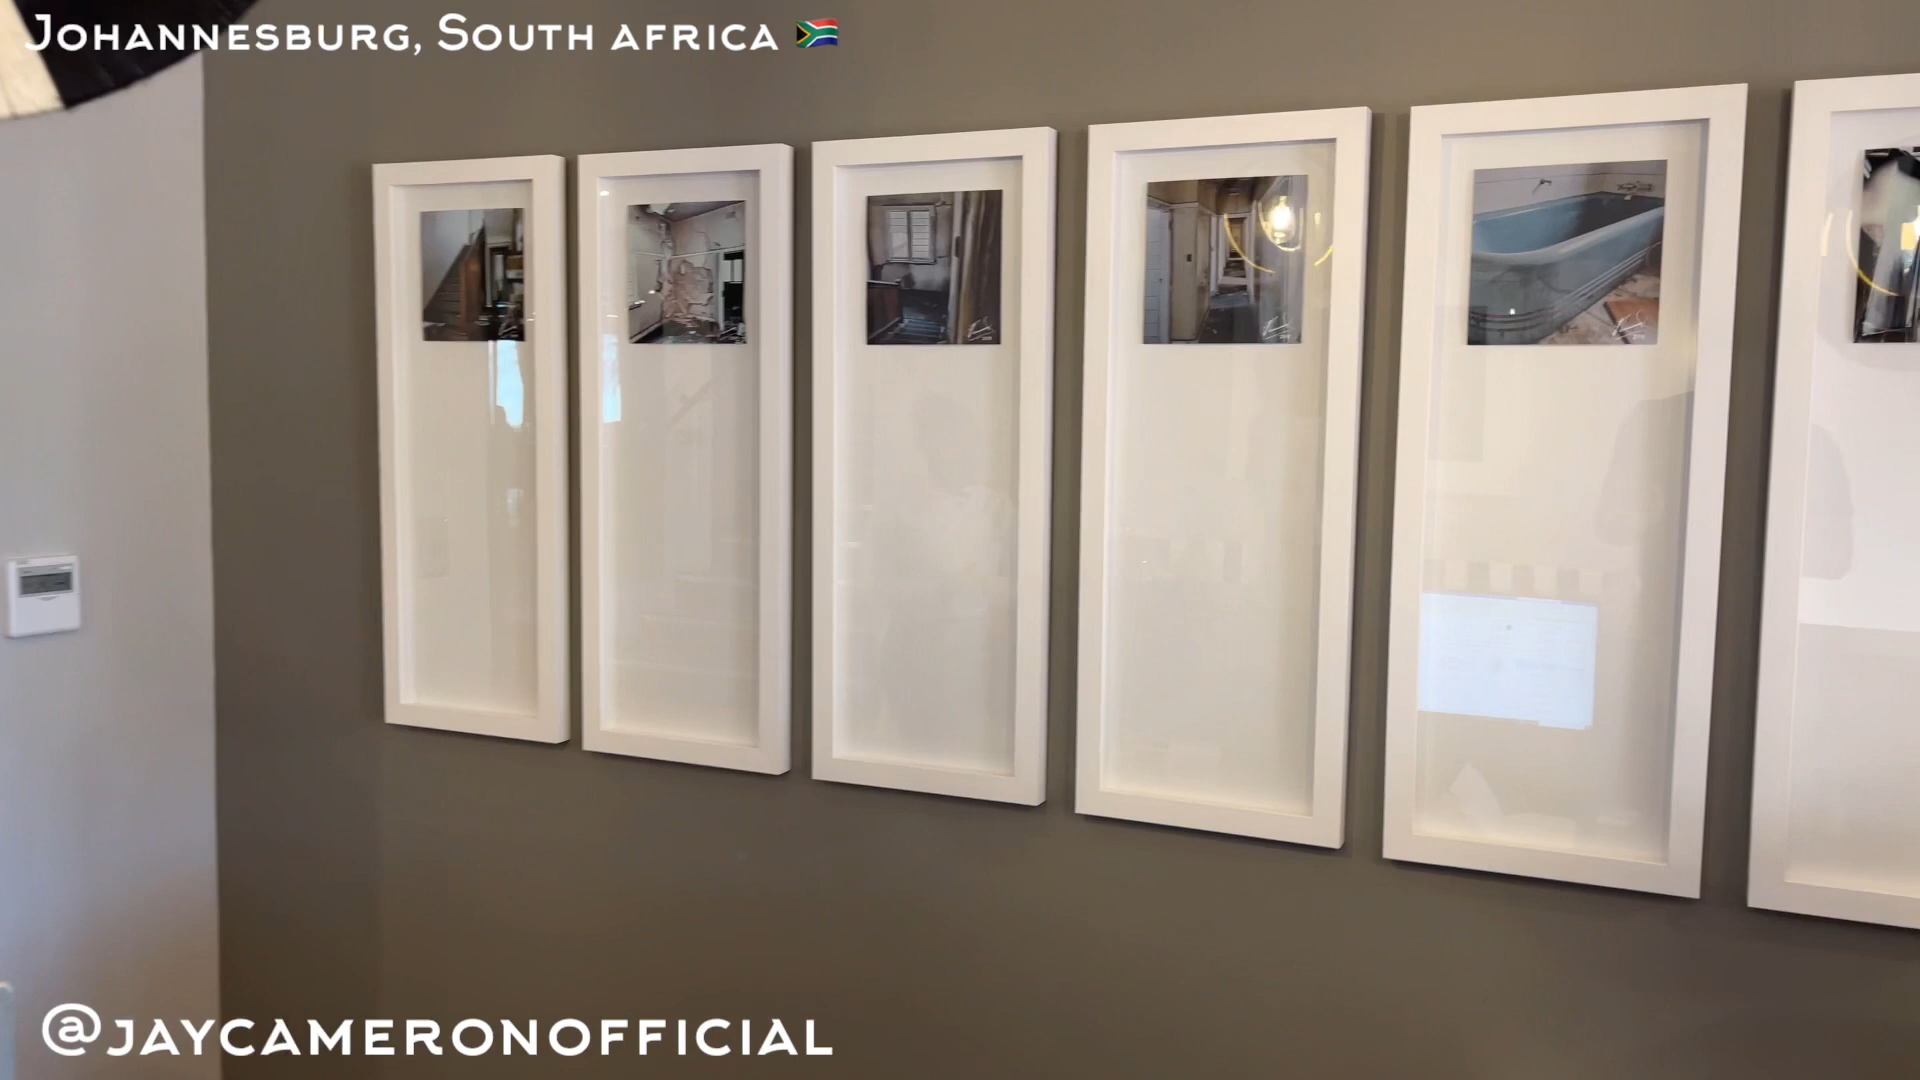 Johannesburg, South africa 🇿🇦
@jaycameronofficial